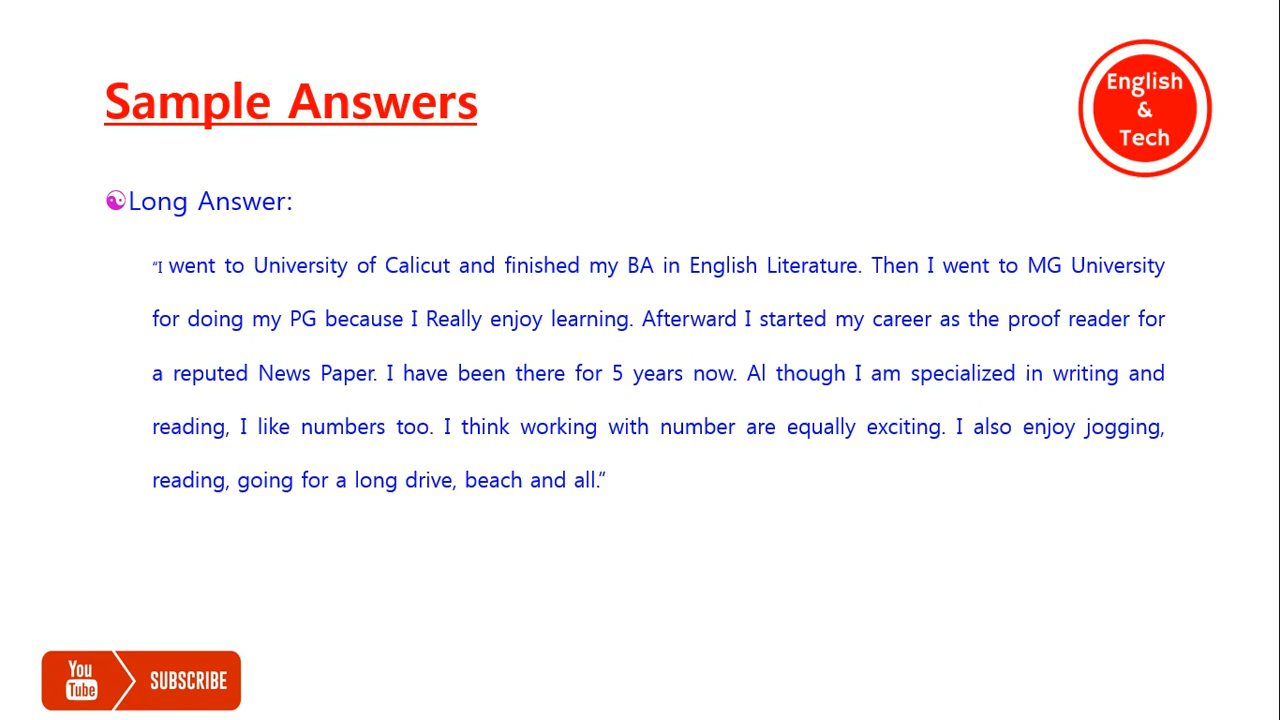 Sample Answers
English
&
Tech
Long Answer:
“I went to University of Calicut and finished my BA in English Literature. Then I went to MG University
for doing my PG because I Really enjoy learning. Afterward I started my career as the proof reader for
a reputed News Paper. I have been there for 5 years now. Al though I am specialized in writing and
reading, I like numbers too. I think working with number are equally exciting. I also enjoy jogging,
reading, going for a long drive, beach and all.”
You
Tube
SUBSCRIBE